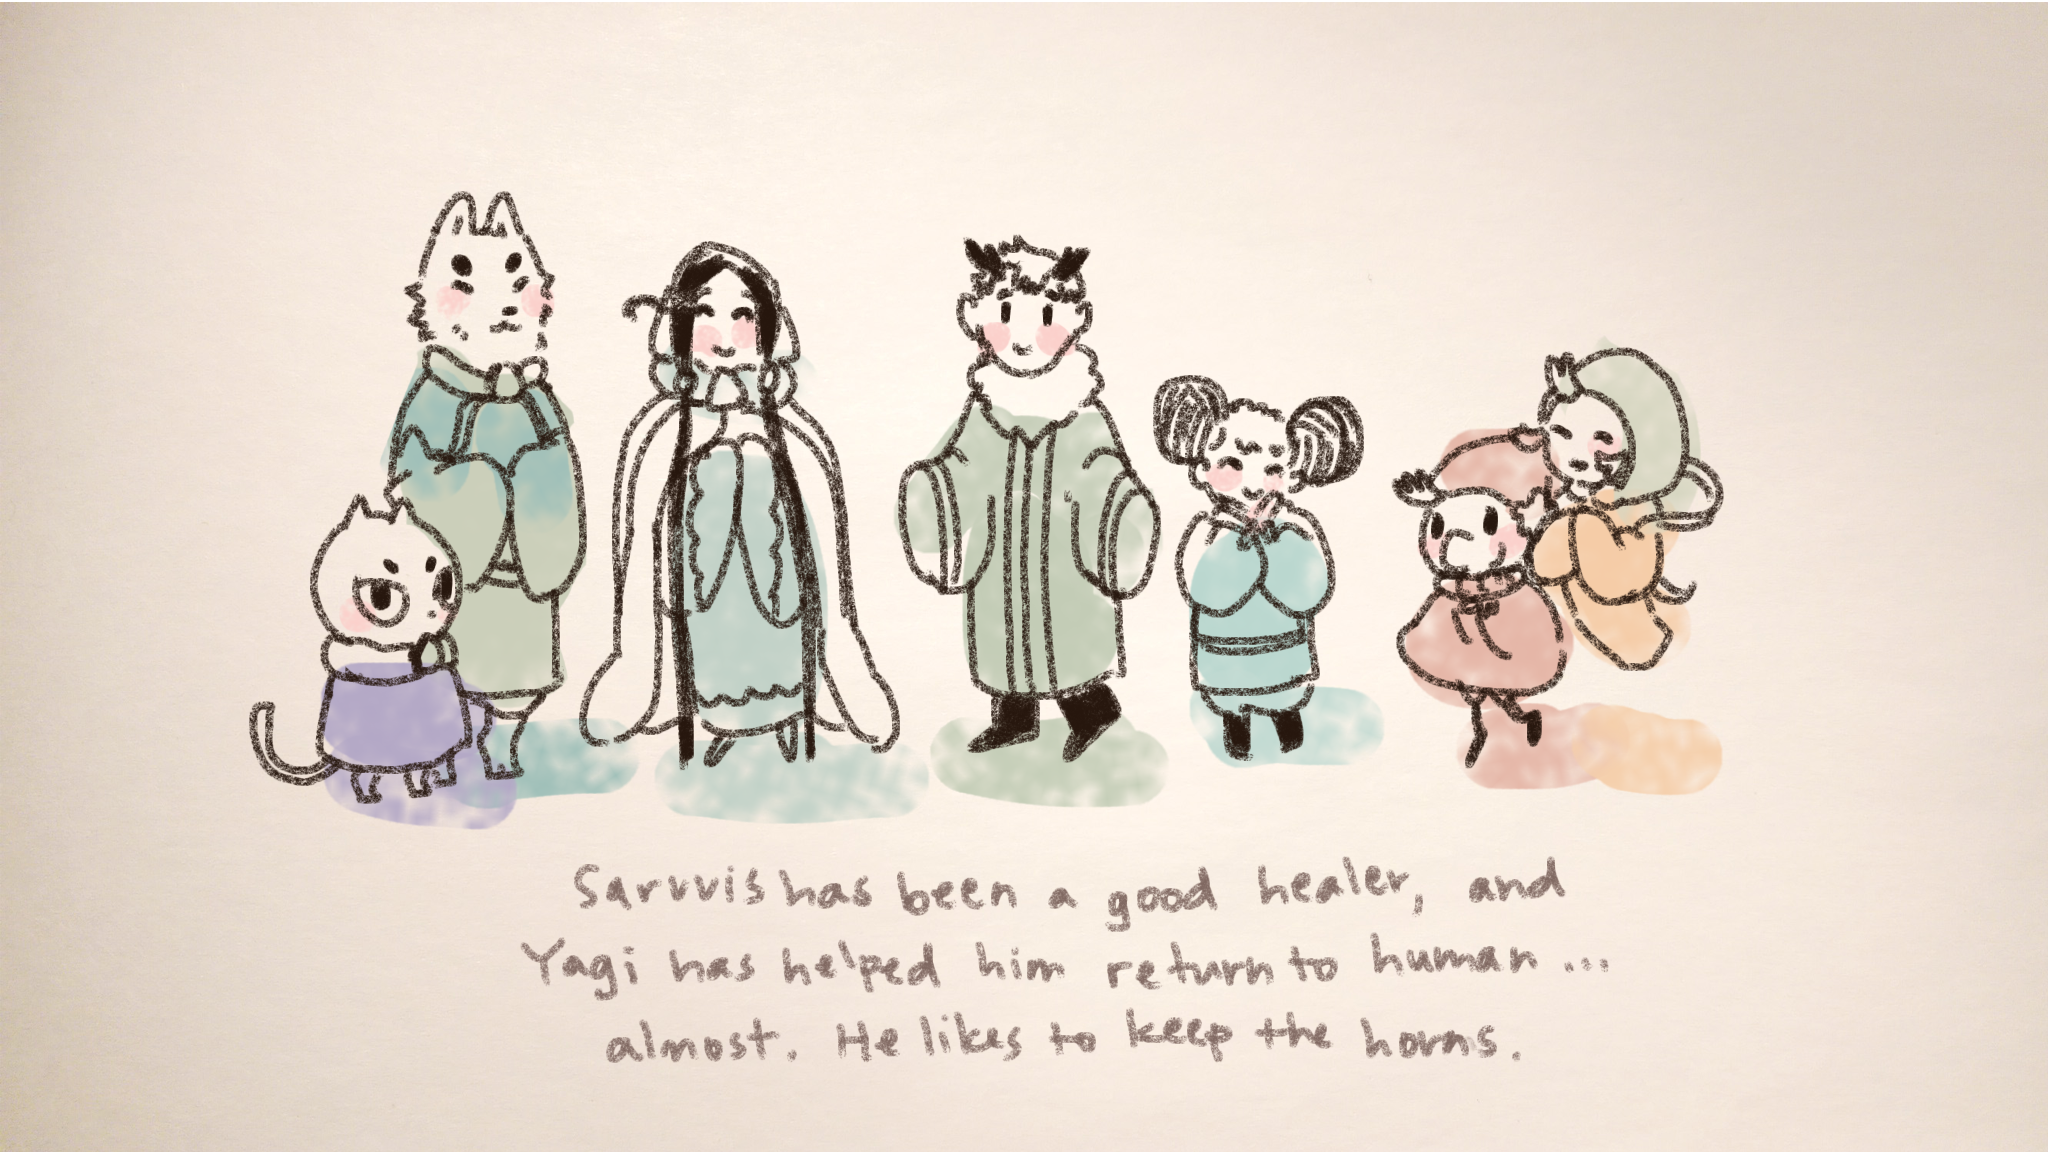 Sarvvis has been a good healer, and
Yagi has helped him return to human...
almost. He likes to keep the horns.